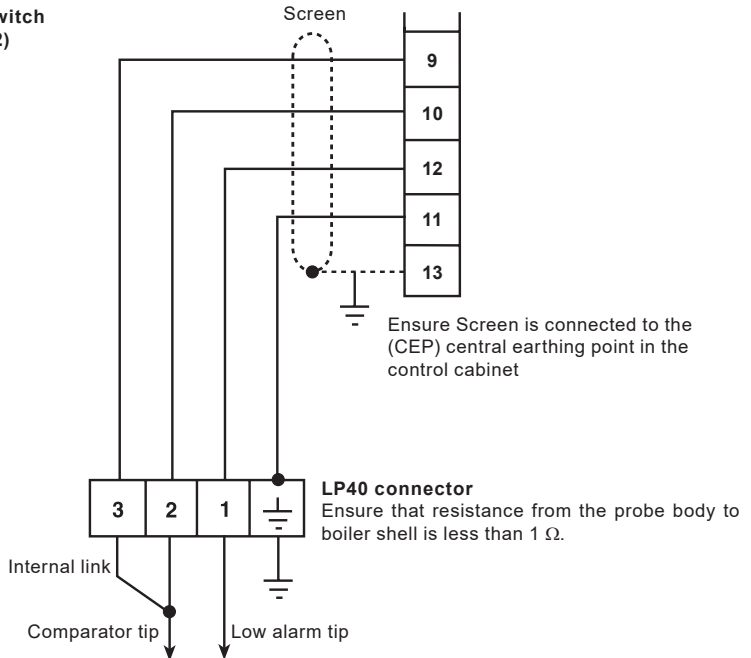 Screen
9
10
12
11
13
Ensure Screen is connected to the
(CEP) central earthing point in the
control cabinet
3 2 1
LP40 connector
Ensure that resistance from the probe body to
boiler shell is less than 1 Ω.
Internal link
Comparator tip
Low alarm tip